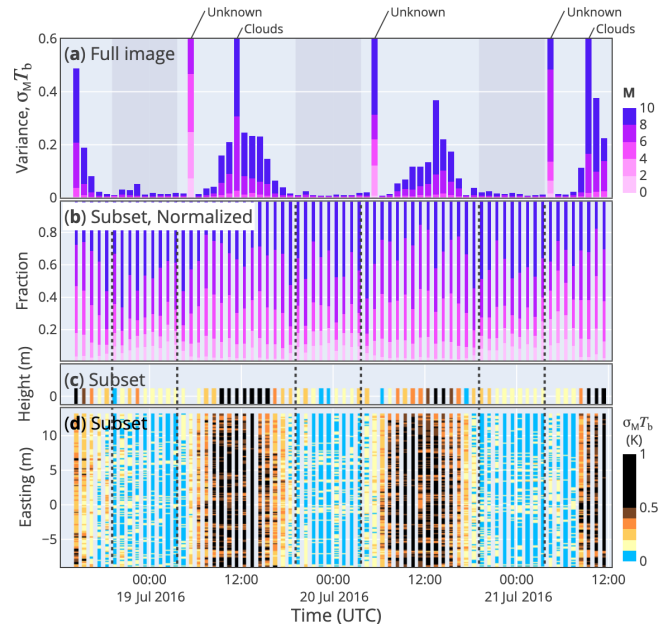 Unknown
Clouds
Unknown
Unknown
Clouds
(a) Full image
Variance, σMTb
0.6
0.4
0.2
0
M
10
8
6
4
2
0
(b) Subset, Normalized
Fraction
0.8
0.6
0.4
0.2
(c) Subset
Height (m)
0
(d) Subset
Easting (m)
10
5
0
−5
σMTb
(K)
1
0.5
0
00:00
19 Jul 2016
12:00
00:00
20 Jul 2016
12:00
00:00
21 Jul 2016
12:00
Time (UTC)